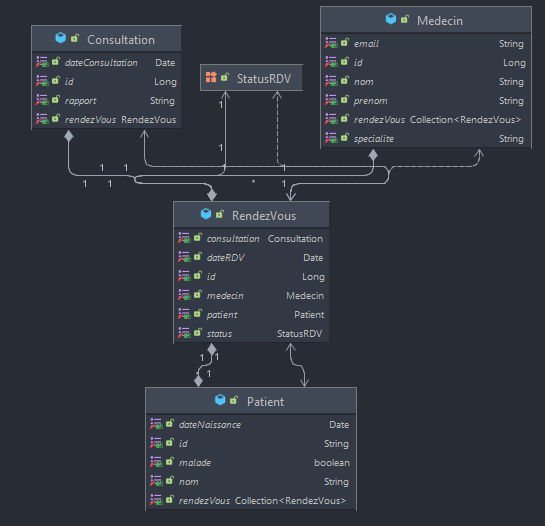 Consultation
dateConsultation Date
id Long
rapport String
rendezVous RendezVous
StatusRDV
Medecin
email String
id Long
nom String
prenom String
rendezVous Collection<RendezVous>
specialite String
1
1
1 1 1
1 1 * 1
RendezVous
consultation Consultation
dateRDV Date
id Long
medecin Medecin
patient Patient
status StatusRDV
1 1
1 1
Patient
dateNaissance Date
id String
malade boolean
nom String
rendezVous Collection<RendezVous>